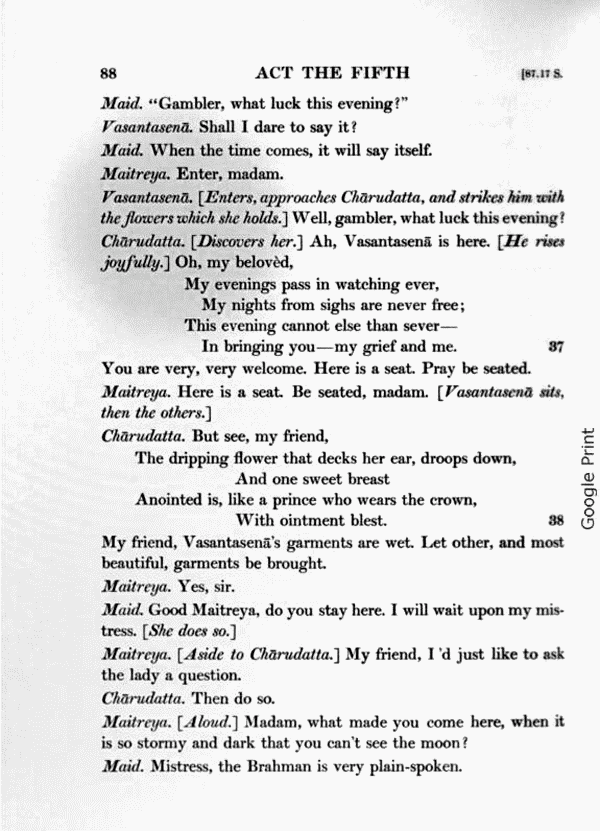 88 ACT THE FIFTH [87.17 S.
Maid. “Gambler, what luck this evening?”
Vasantasenā. Shall I dare to say it?
Maid. When the time comes, it will say itself.
Maitreya. Enter, madam.
Vasantasenā. [Enters, approaches Chārudatta, and strikes him with
the flowers which she holds.] Well, gambler, what luck this evening?
Chārudatta. [Discovers her.] Ah, Vasantasenā is here. [He rises
joyfully.] Oh, my belovèd,
My evenings pass in watching ever,
My nights from sighs are never free;
This evening cannot else than sever—
In bringing you—my grief and me. 37
You are very, very welcome. Here is a seat. Pray be seated.
Maitreya. Here is a seat. Be seated, madam. [Vasantasenā sits,
then the others.]
Chārudatta. But see, my friend,
The dripping flower that decks her ear, droops down,
And one sweet breast
Anointed is, like a prince who wears the crown,
With ointment blest. 38
My friend, Vasantasenā's garments are wet. Let other, and most
beautiful, garments be brought.
Maitreya. Yes, sir.
Maid. Good Maitreya, do you stay here. I will wait upon my mis-
tress. [She does so.]
Maitreya. [Aside to Chārudatta.] My friend, I 'd just like to ask
the lady a question.
Chārudatta. Then do so.
Maitreya. [Aloud.] Madam, what made you come here, when it
is so stormy and dark that you can't see the moon?
Maid. Mistress, the Brahman is very plain-spoken.
Google Print